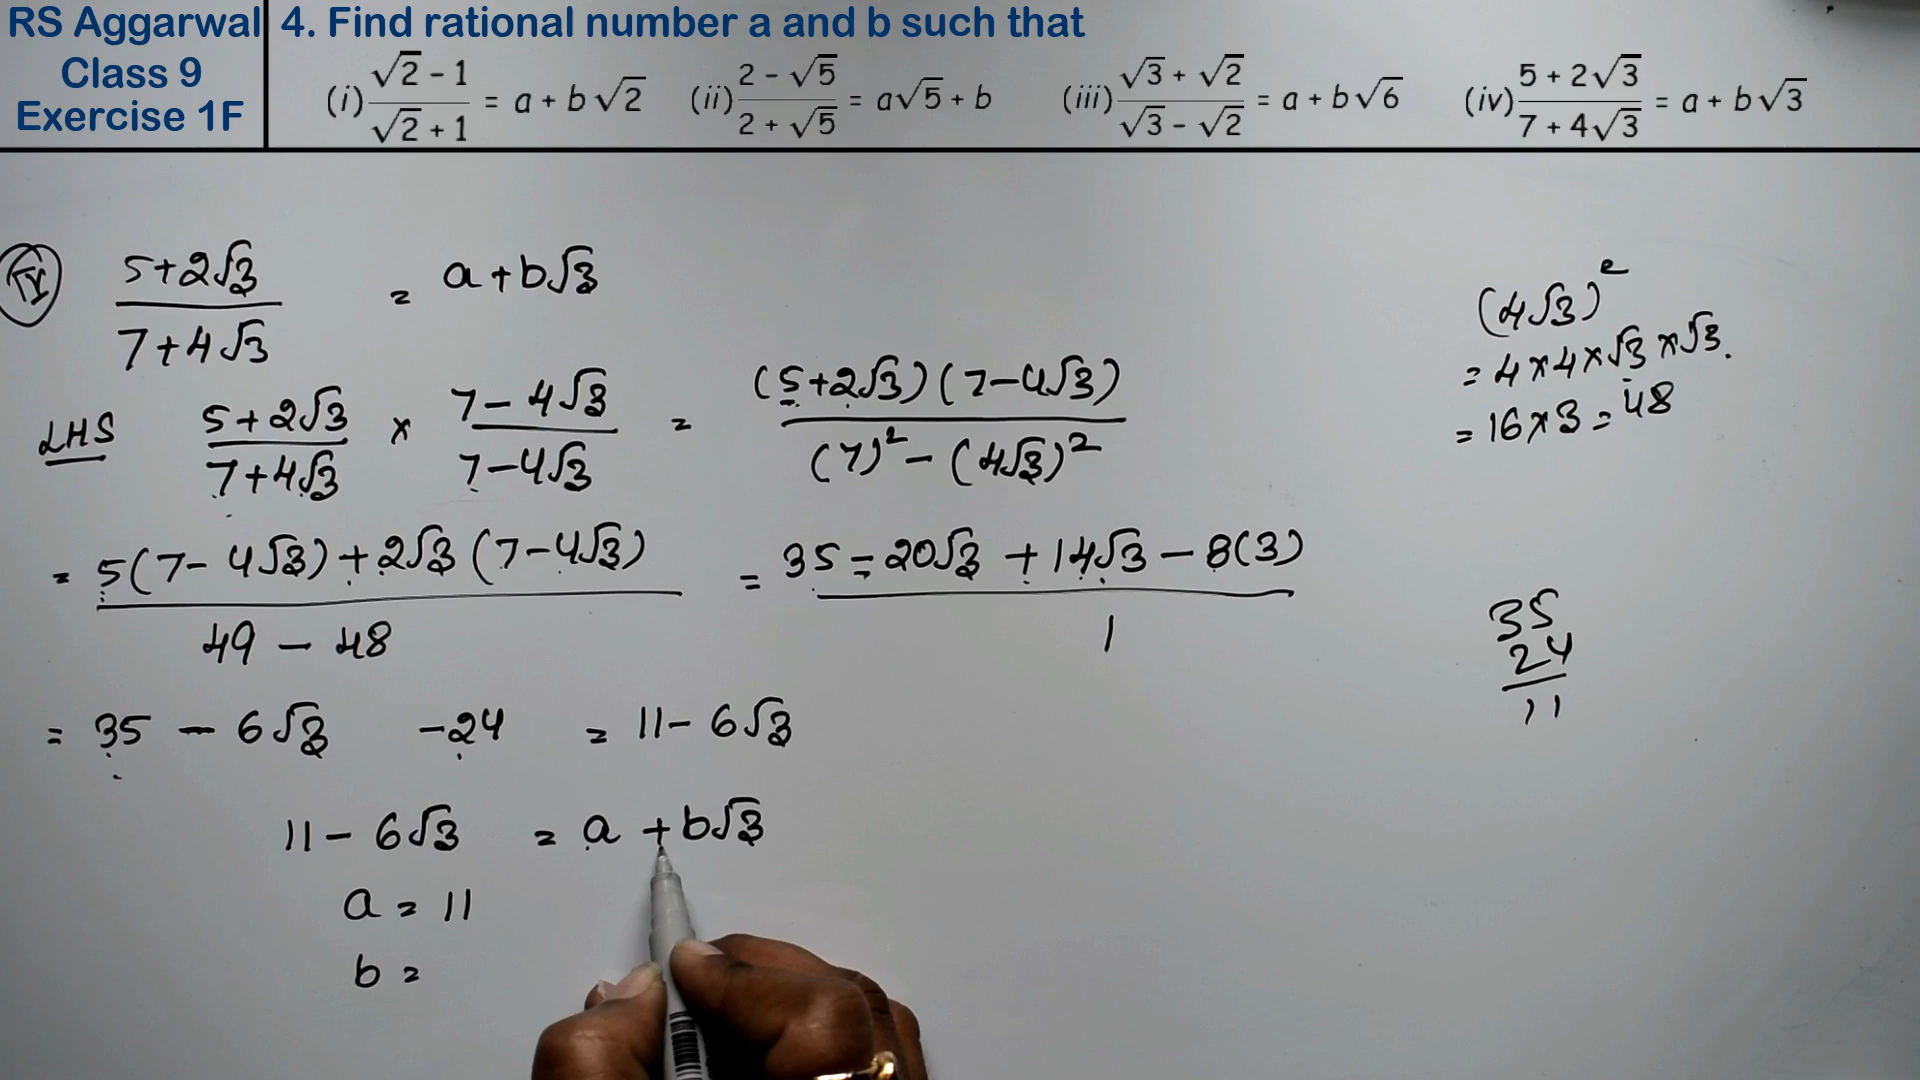 RS Aggarwal
Class 9
Exercise 1F
4. Find rational number a and b such that
(i) (√2 - 1)/(√2 + 1) = a + b√2 (ii) (2 - √5)/(2 + √5) = a√5 + b (iii) (√3 + √2)/(√3 - √2) = a + b√6 (iv) (5 + 2√3)/(7 + 4√3) = a + b√3
(5+2√3)/(7+4√3) = a+b√3
LHS (5+2√3)/(7+4√3) × (7-4√3)/(7-4√3) = (5+2√3)(7-4√3)/((7)²-(4√3)²)
= (5(7-4√3)+2√3(7-4√3))/(49-48) = (35-20√3+14√3-8(3))/1
= 35 - 6√3 -24 = 11-6√3
11-6√3 = a+b√3
a = 11
b =
(4√3)²
= 4×4×√3×√3.
= 16×3 = 48
35
24
11